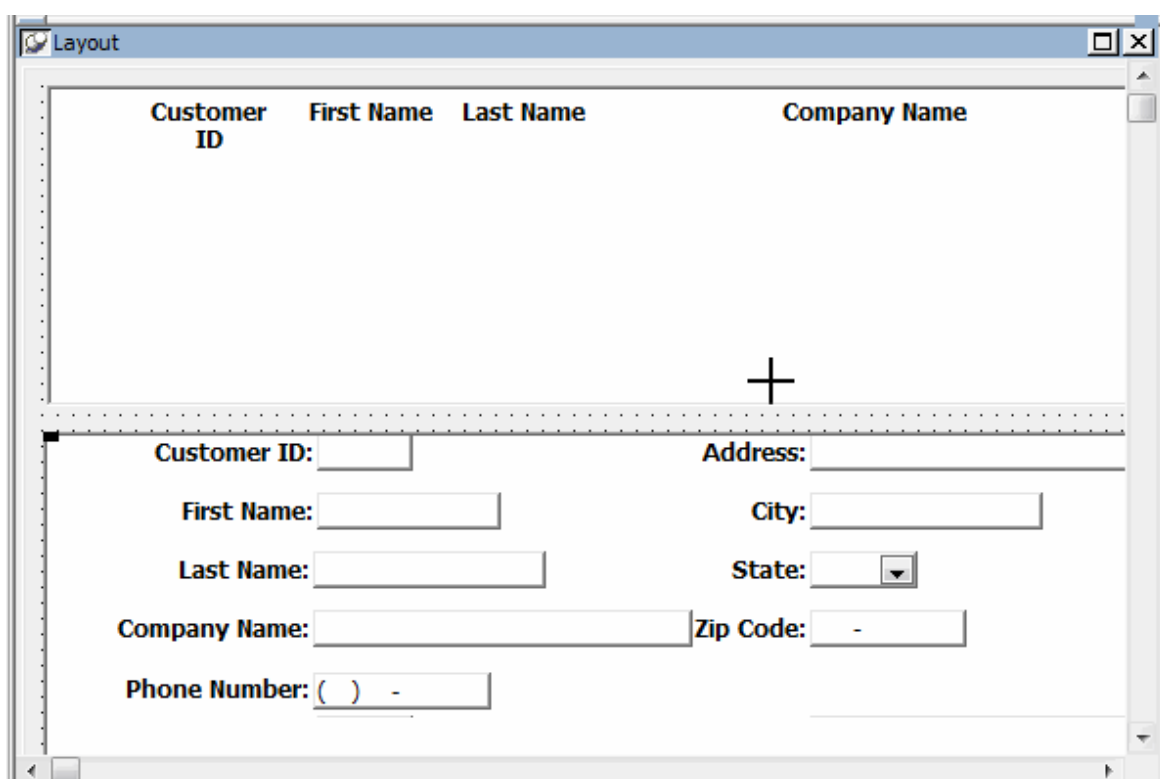 Layout
Customer ID First Name Last Name Company Name
Customer ID: Address:
First Name: City:
Last Name: State:
Company Name: Zip Code: -
Phone Number: ( ) -